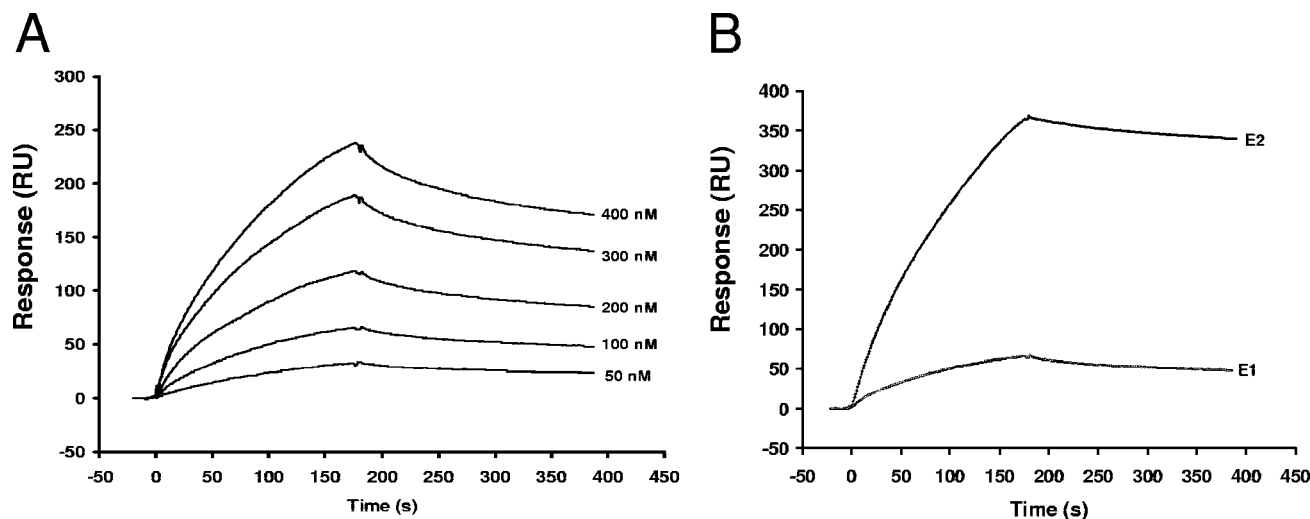 A
300
250
200
150
100
50
0
-50
Response (RU)
-50 0 50 100 150 200 250 300 350 400 450
Time (s)
400 nM
300 nM
200 nM
100 nM
50 nM
B
400
350
300
250
200
150
100
50
0
-50
Response (RU)
-50 0 50 100 150 200 250 300 350 400 450
Time (s)
E2
E1